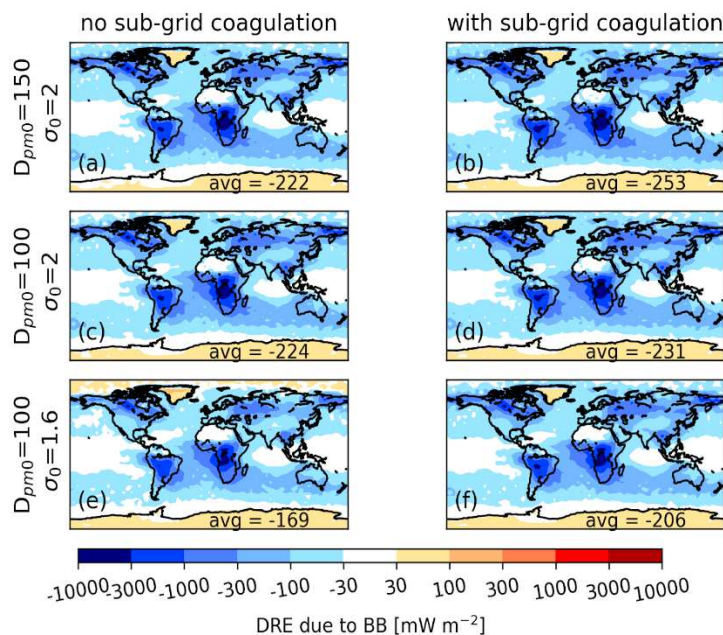 no sub-grid coagulation
with sub-grid coagulation
D_pm0=150
σ_0=2
(a)
avg = -222
(b)
avg = -253
D_pm0=100
σ_0=2
(c)
avg = -224
(d)
avg = -231
D_pm0=100
σ_0=1.6
(e)
avg = -169
(f)
avg = -206
-10000 -3000 -1000 -300 -100 -30 30 100 300 1000 3000 10000
DRE due to BB [mW m⁻²]